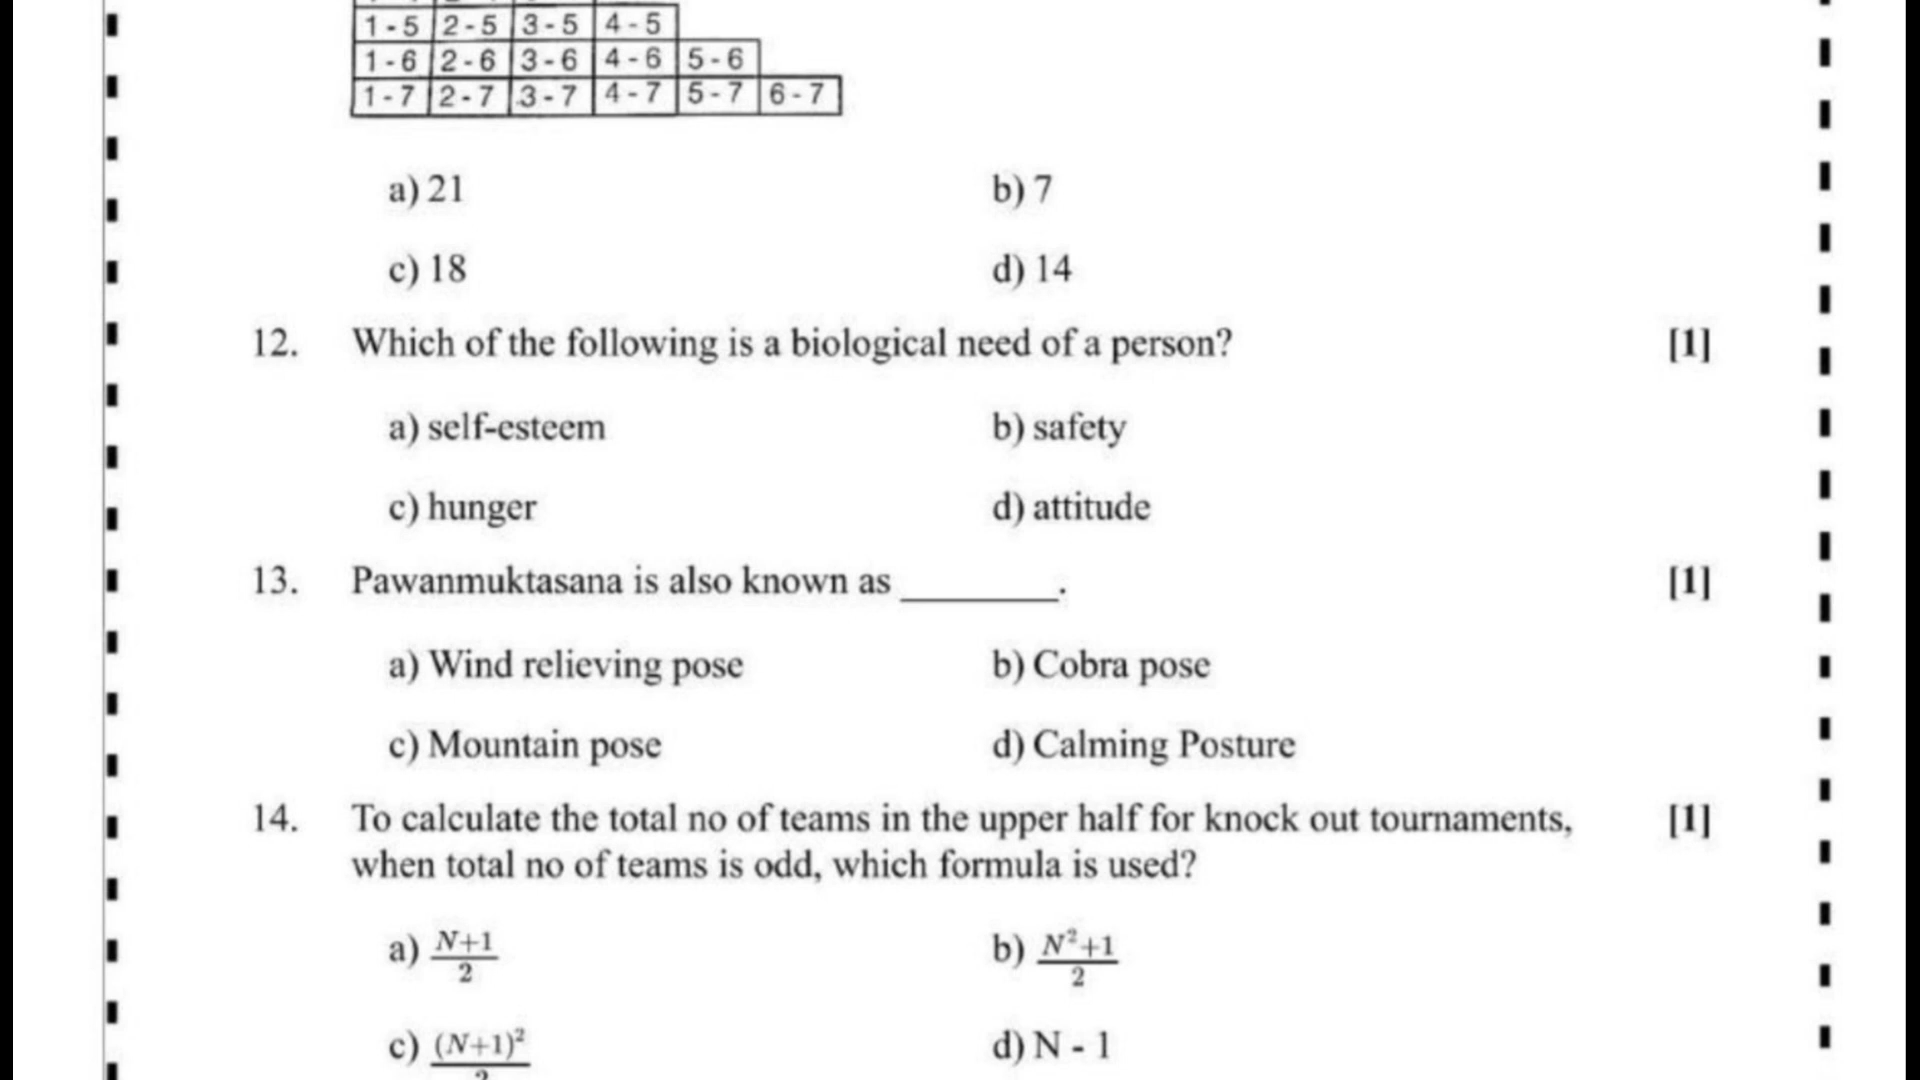 1 - 5 2 - 5 3 - 5 4 - 5
1 - 6 2 - 6 3 - 6 4 - 6 5 - 6
1 - 7 2 - 7 3 - 7 4 - 7 5 - 7 6 - 7
a) 21 b) 7
c) 18 d) 14
12. Which of the following is a biological need of a person? [1]
a) self-esteem b) safety
c) hunger d) attitude
13. Pawanmuktasana is also known as ________. [1]
a) Wind relieving pose b) Cobra pose
c) Mountain pose d) Calming Posture
14. To calculate the total no of teams in the upper half for knock out tournaments, [1]
when total no of teams is odd, which formula is used?
a) N+1/2 b) N²+1/2
c) (N+1)²/2 d) N - 1